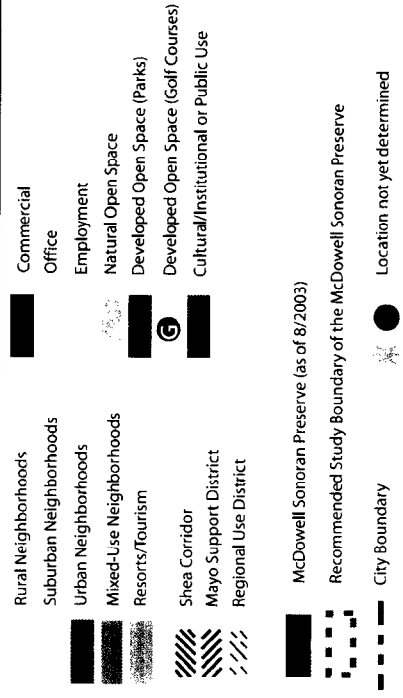 Rural Neighborhoods
Suburban Neighborhoods
Urban Neighborhoods
Mixed-Use Neighborhoods
Resorts/Tourism
Shea Corridor
Mayo Support District
Regional Use District
Commercial
Office
Employment
Natural Open Space
Developed Open Space (Parks)
G
Developed Open Space (Golf Courses)
Cultural/Institutional or Public Use
McDowell Sonoran Preserve (as of 8/2003)
Recommended Study Boundary of the McDowell Sonoran Preserve
City Boundary
Location not yet determined